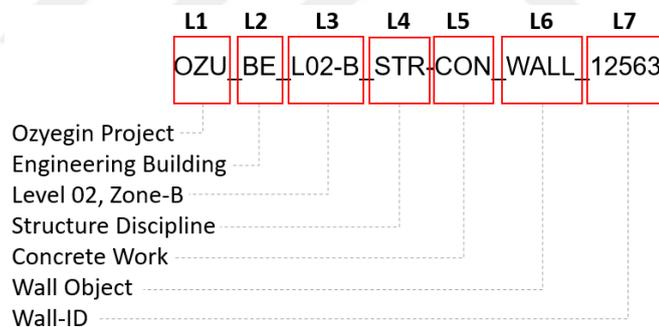 L1 L2 L3 L4 L5 L6 L7
OZU_BE_L02-B_STR-CON_WALL_12563
Ozyegin Project
Engineering Building
Level 02, Zone-B
Structure Discipline
Concrete Work
Wall Object
Wall-ID